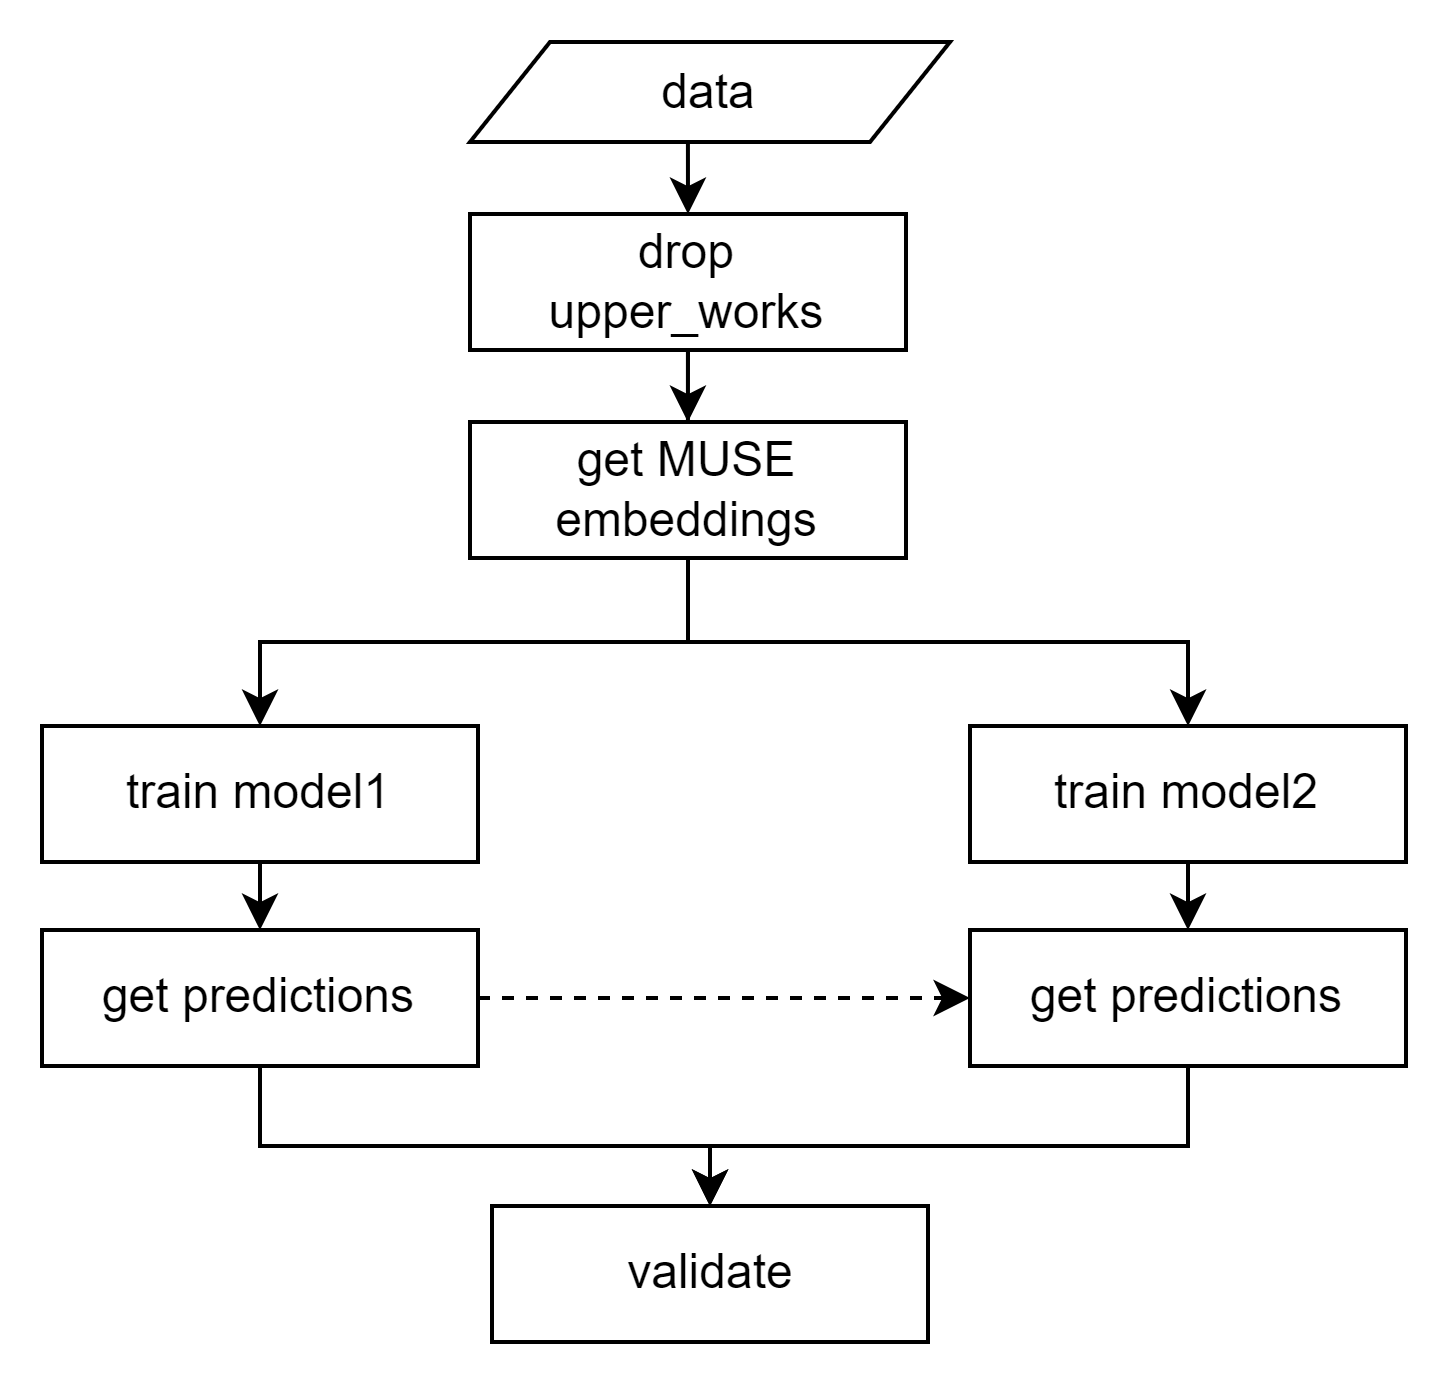 data
drop
upper_works
get MUSE
embeddings
train model1
train model2
get predictions
get predictions
validate